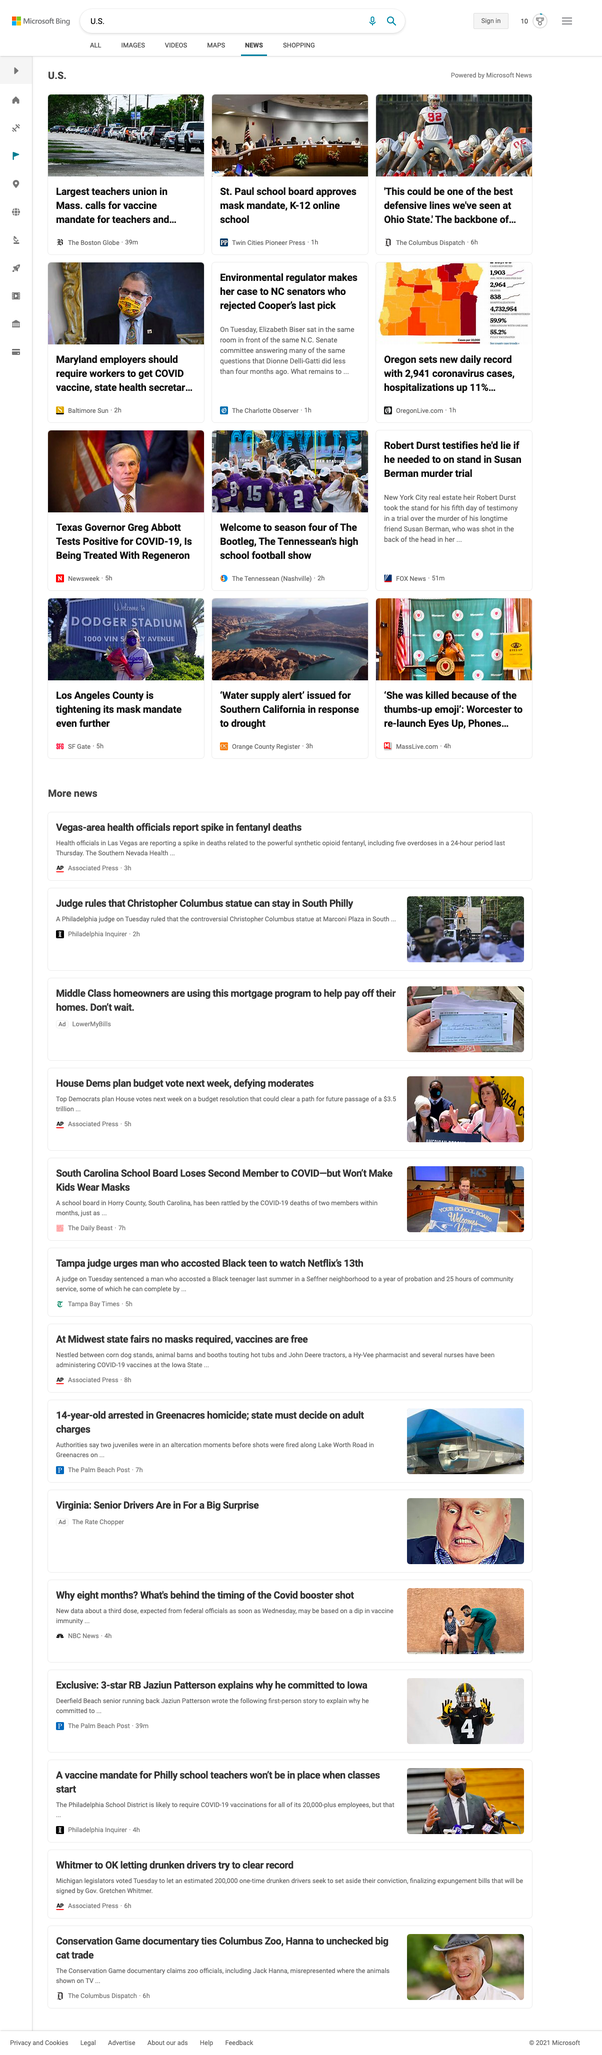 Microsoft Bing
U.S.
Sign in
10
ALL IMAGES VIDEOS MAPS NEWS SHOPPING
U.S.
Powered by Microsoft News
Largest teachers union in
Mass. calls for vaccine
mandate for teachers and...
The Boston Globe · 39m
St. Paul school board approves
mask mandate, K-12 online
school
PP Twin Cities Pioneer Press · 1h
92
'This could be one of the best
defensive lines we've seen at
Ohio State.' The backbone of...
The Columbus Dispatch · 6h
Maryland employers should
require workers to get COVID
vaccine, state health secretar...
Baltimore Sun · 2h
Environmental regulator makes
her case to NC senators who
rejected Cooper's last pick
On Tuesday, Elizabeth Biser sat in the same
room in front of the same N.C. Senate
committee answering many of the same
questions that Dionne Delli-Gatti did less
than four months ago. What remains to ...
The Charlotte Observer · 1h
1,903
2,964
838
4,732,954
59.9%
55.2%
Oregon sets new daily record
with 2,941 coronavirus cases,
hospitalizations up 11%...
OregonLive.com · 1h
Texas Governor Greg Abbott
Tests Positive for COVID-19, Is
Being Treated With Regeneron
N Newsweek · 5h
15 2
Welcome to season four of The
Bootleg, The Tennessean's high
school football show
The Tennessean (Nashville) · 2h
Robert Durst testifies he'd lie if
he needed to on stand in Susan
Berman murder trial
New York City real estate heir Robert Durst
took the stand for his fifth day of testimony
in a trial over the murder of his longtime
friend Susan Berman, who was shot in the
back of the head in her ...
FOX News · 51m
Welcome to
DODGER STADIUM
1000 VIN AVENUE
Los Angeles County is
tightening its mask mandate
even further
SF Gate · 5h
'Water supply alert' issued for
Southern California in response
to drought
OC Orange County Register · 3h
'She was killed because of the
thumbs-up emoji': Worcester to
re-launch Eyes Up, Phones...
MassLive.com · 4h
More news
Vegas-area health officials report spike in fentanyl deaths
Health officials in Las Vegas are reporting a spike in deaths related to the powerful synthetic opioid fentanyl, including five overdoses in a 24-hour period last
Thursday. The Southern Nevada Health ...
AP Associated Press · 3h
Judge rules that Christopher Columbus statue can stay in South Philly
A Philadelphia judge on Tuesday ruled that the controversial Christopher Columbus statue at Marconi Plaza in South ...
Philadelphia Inquirer · 2h
Middle Class homeowners are using this mortgage program to help pay off their
homes. Don't wait.
Ad LowerMyBills
House Dems plan budget vote next week, defying moderates
Top Democrats plan House votes next week on a budget resolution that could clear a path for future passage of a $3.5
trillion ...
AP Associated Press · 5h
South Carolina School Board Loses Second Member to COVID—but Won't Make
Kids Wear Masks
A school board in Horry County, South Carolina, has been rattled by the COVID-19 deaths of two members within
months, just as ...
The Daily Beast · 7h
HCS
YOUR SCHOOL BOARD
Welcomes
You!
Tampa judge urges man who accosted Black teen to watch Netflix's 13th
A judge on Tuesday sentenced a man who accosted a Black teenager last summer in a Seffner neighborhood to a year of probation and 25 hours of community
service, some of which he can complete by ...
Tampa Bay Times · 5h
At Midwest state fairs no masks required, vaccines are free
Nestled between corn dog stands, animal barns and booths touting hot tubs and John Deere tractors, a Hy-Vee pharmacist and several nurses have been
administering COVID-19 vaccines at the Iowa State ...
AP Associated Press · 8h
14-year-old arrested in Greenacres homicide; state must decide on adult
charges
Authorities say two juveniles were in an altercation moments before shots were fired along Lake Worth Road in
Greenacres on ...
P The Palm Beach Post · 7h
Virginia: Senior Drivers Are in For a Big Surprise
Ad The Rate Chopper
Why eight months? What's behind the timing of the Covid booster shot
New data about a third dose, expected from federal officials as soon as Wednesday, may be based on a dip in vaccine
immunity ...
NBC News · 4h
Exclusive: 3-star RB Jaziun Patterson explains why he committed to Iowa
Deerfield Beach senior running back Jaziun Patterson wrote the following first-person story to explain why he
committed to ...
P The Palm Beach Post · 39m
4
A vaccine mandate for Philly school teachers won't be in place when classes
start
The Philadelphia School District is likely to require COVID-19 vaccinations for all of its 20,000-plus employees, but that
...
Philadelphia Inquirer · 4h
Whitmer to OK letting drunken drivers try to clear record
Michigan legislators voted Tuesday to let an estimated 200,000 one-time drunken drivers seek to set aside their conviction, finalizing expungement bills that will be
signed by Gov. Gretchen Whitmer.
AP Associated Press · 6h
Conservation Game documentary ties Columbus Zoo, Hanna to unchecked big
cat trade
The Conservation Game documentary claims zoo officials, including Jack Hanna, misrepresented where the animals
shown on TV ...
The Columbus Dispatch · 6h
Privacy and Cookies Legal Advertise About our ads Help Feedback
© 2021 Microsoft